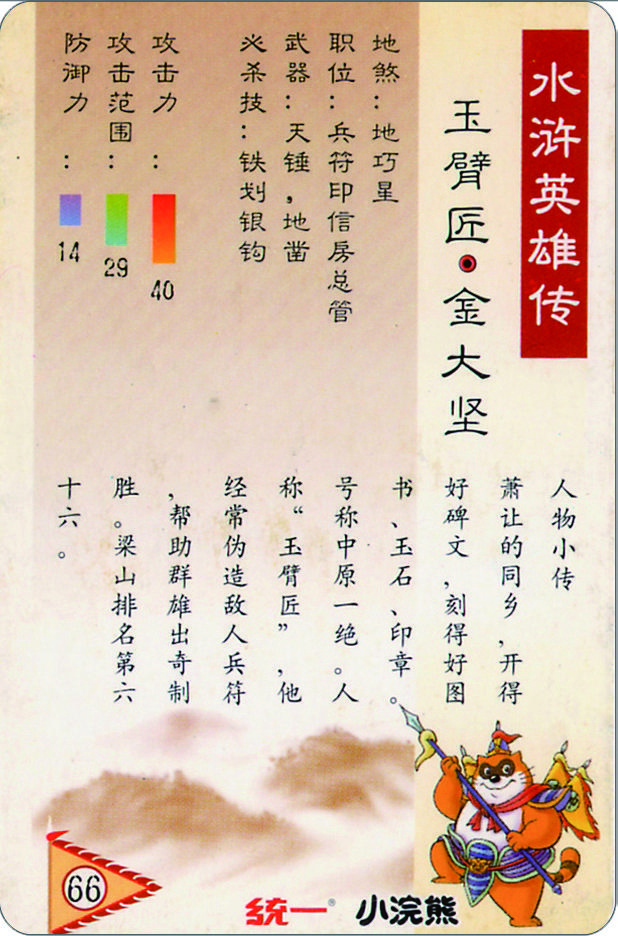 水浒英雄传
玉臂匠●金大坚
地煞：地巧星
职位：兵符印信房总管
武器：天锤，地凿
必杀技：铁划银钩
攻击力：
40
攻击范围：
29
防御力：
14
人物小传
萧让的同乡，开得
好碑文，刻得好图
书、玉石、印章。
号称中原一绝。人
称“玉臂匠”，他
经常伪造敌人兵符
，帮助群雄出奇制
胜。梁山排名第六
十六。
66
统一® 小浣熊